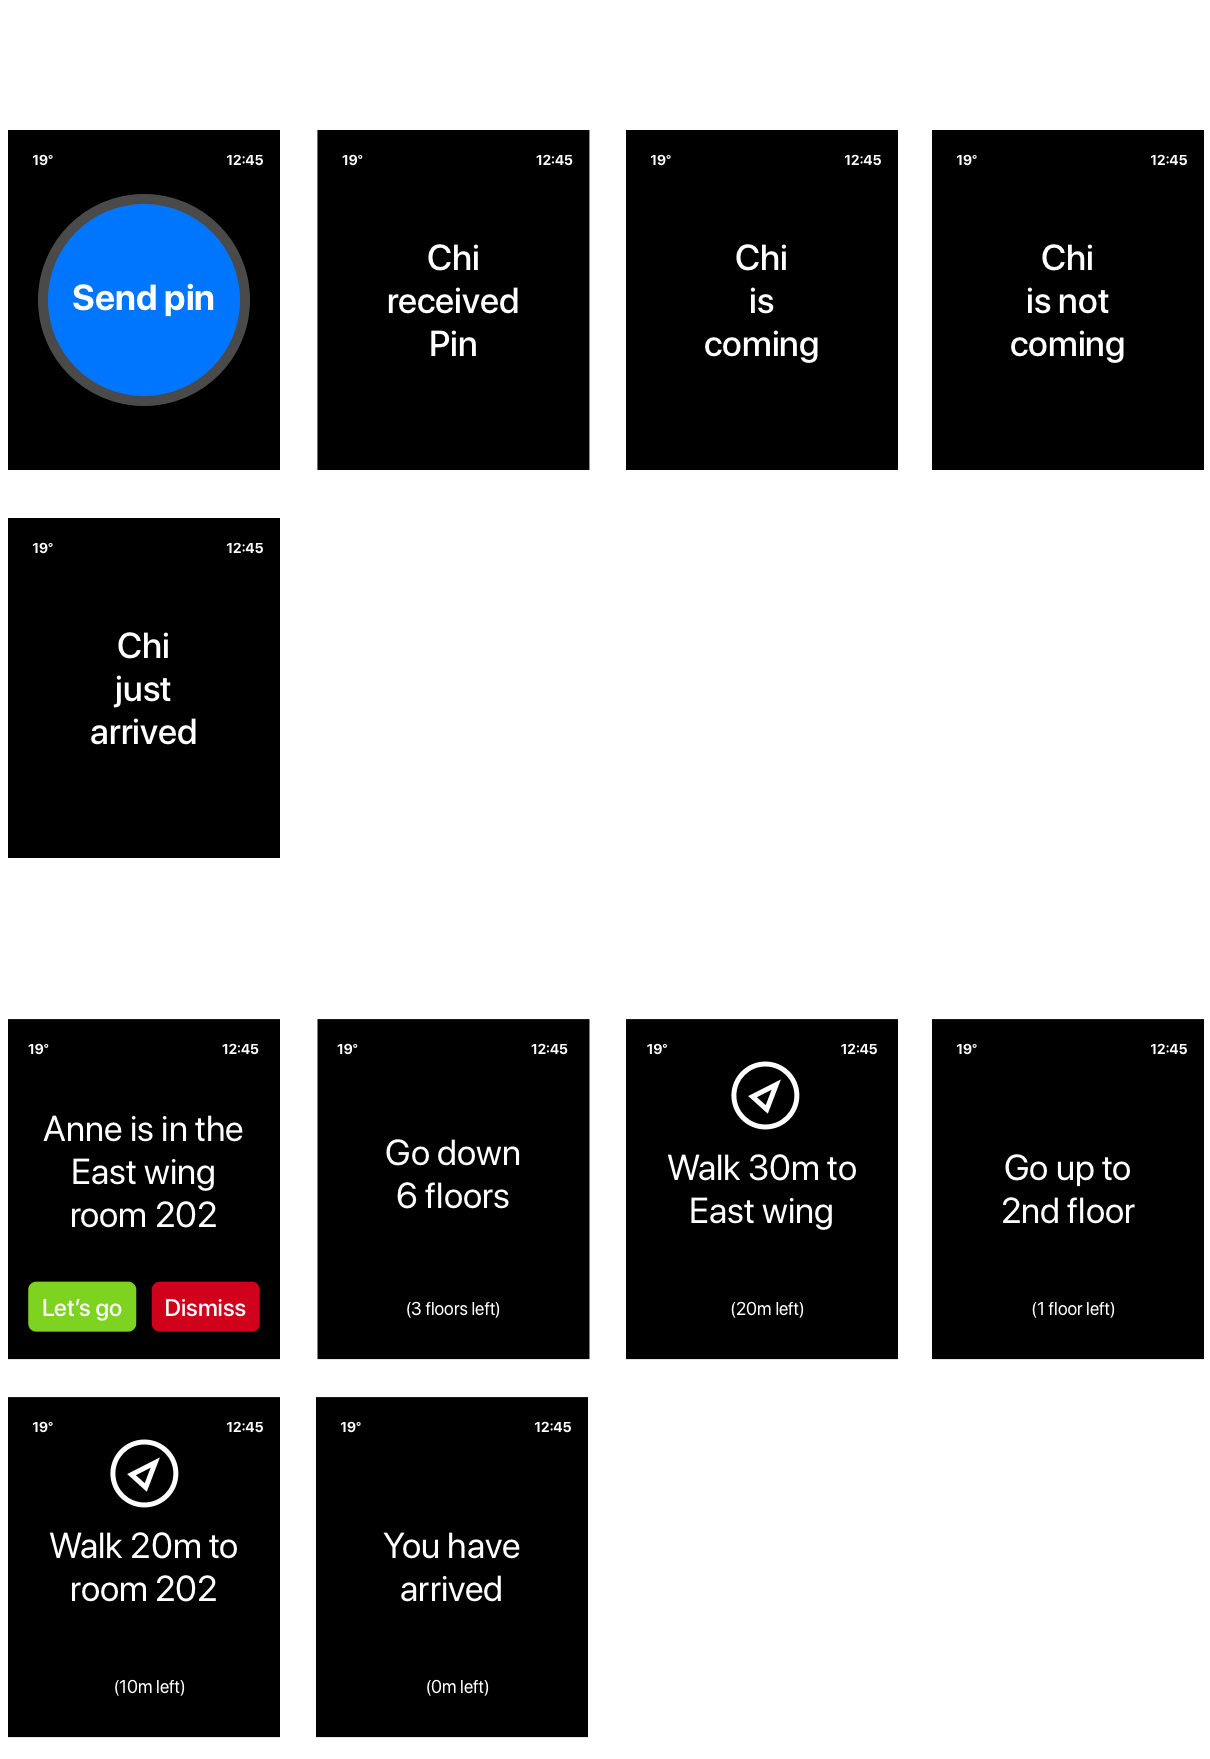 19° 12:45
Send pin
19° 12:45
Chi
received
Pin
19° 12:45
Chi
is
coming
19° 12:45
Chi
is not
coming
19° 12:45
Chi
just
arrived
19° 12:45
Anne is in the
East wing
room 202
Let’s go Dismiss
19° 12:45
Go down
6 floors
(3 floors left)
19° 12:45
Walk 30m to
East wing
(20m left)
19° 12:45
Go up to
2nd floor
(1 floor left)
19° 12:45
Walk 20m to
room 202
(10m left)
19° 12:45
You have
arrived
(0m left)